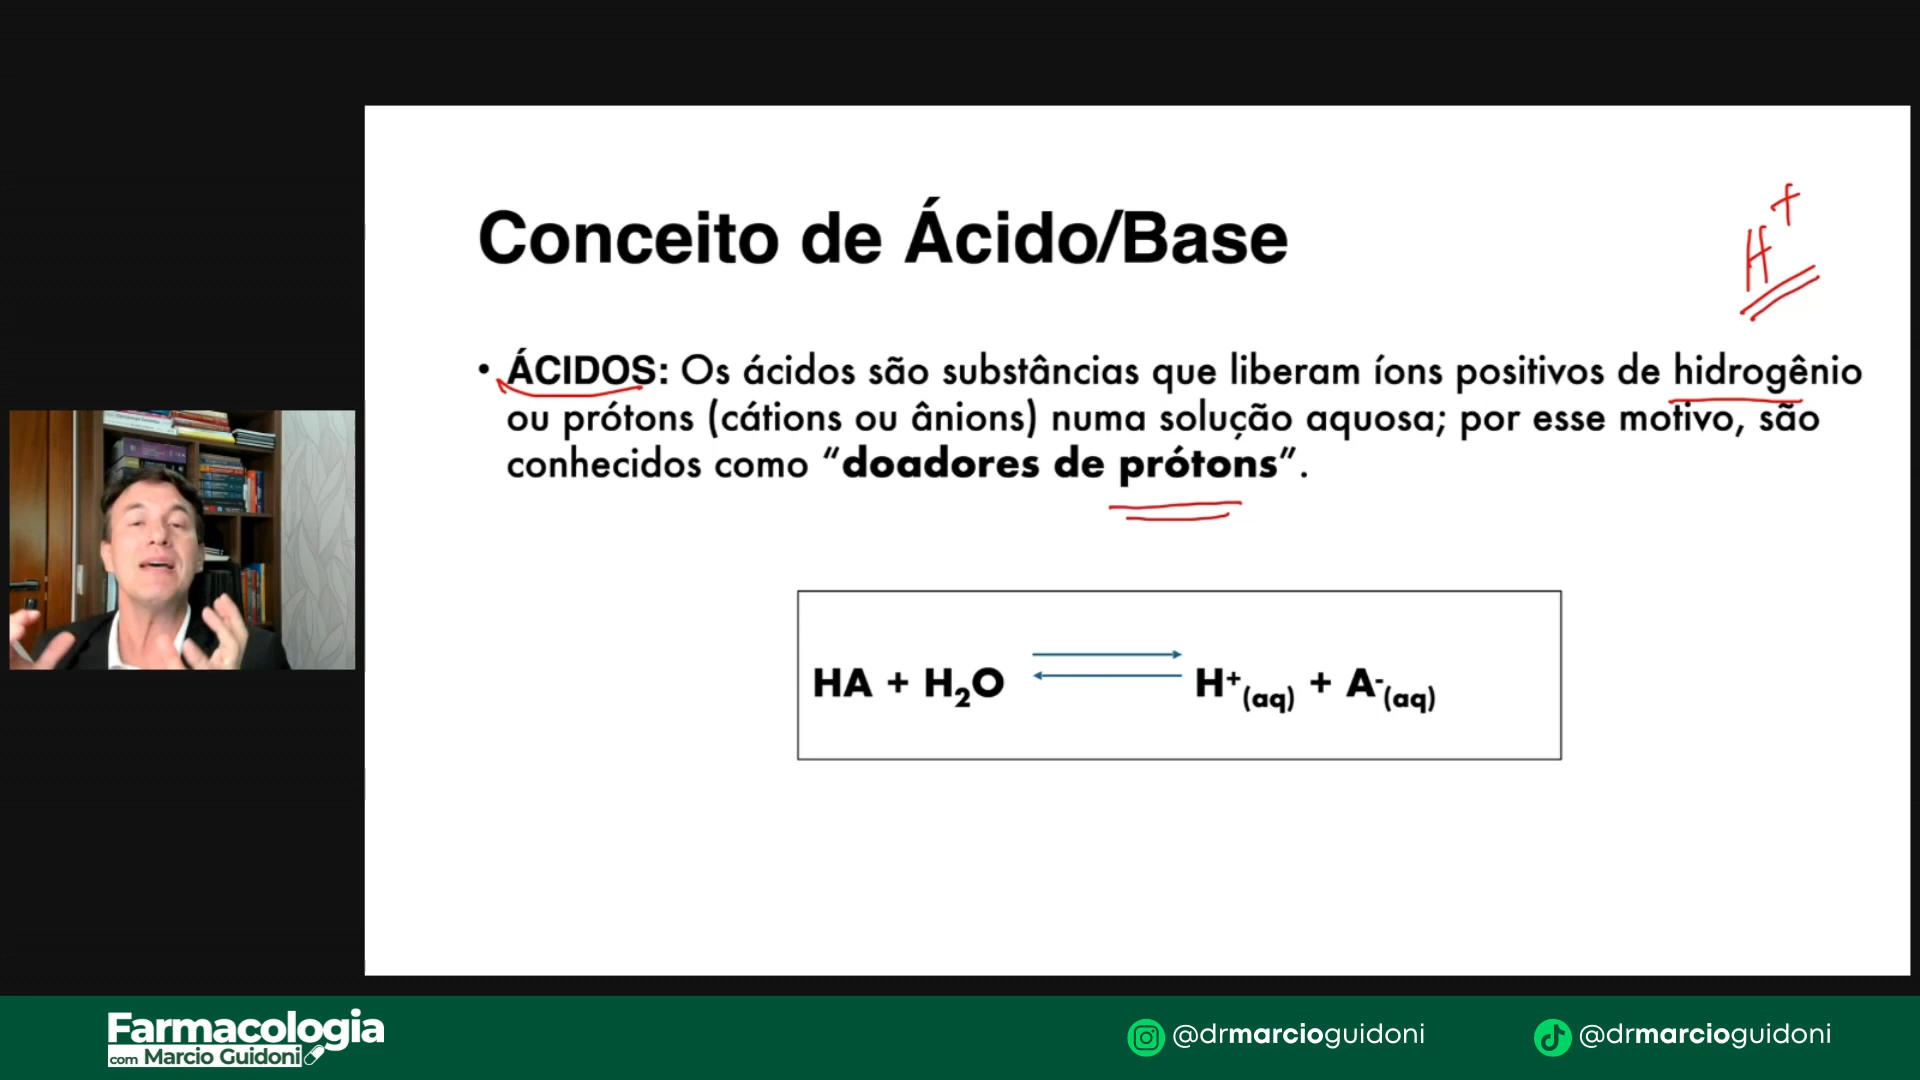 Conceito de Ácido/Base
H+
• ÁCIDOS: Os ácidos são substâncias que liberam íons positivos de hidrogênio
ou prótons (cátions ou ânions) numa solução aquosa; por esse motivo, são
conhecidos como “doadores de prótons”.
HA + H₂O ⇄ H⁺(aq) + A⁻(aq)
Farmacologia
com Marcio Guidoni
@drmarcioguidoni
@drmarcioguidoni